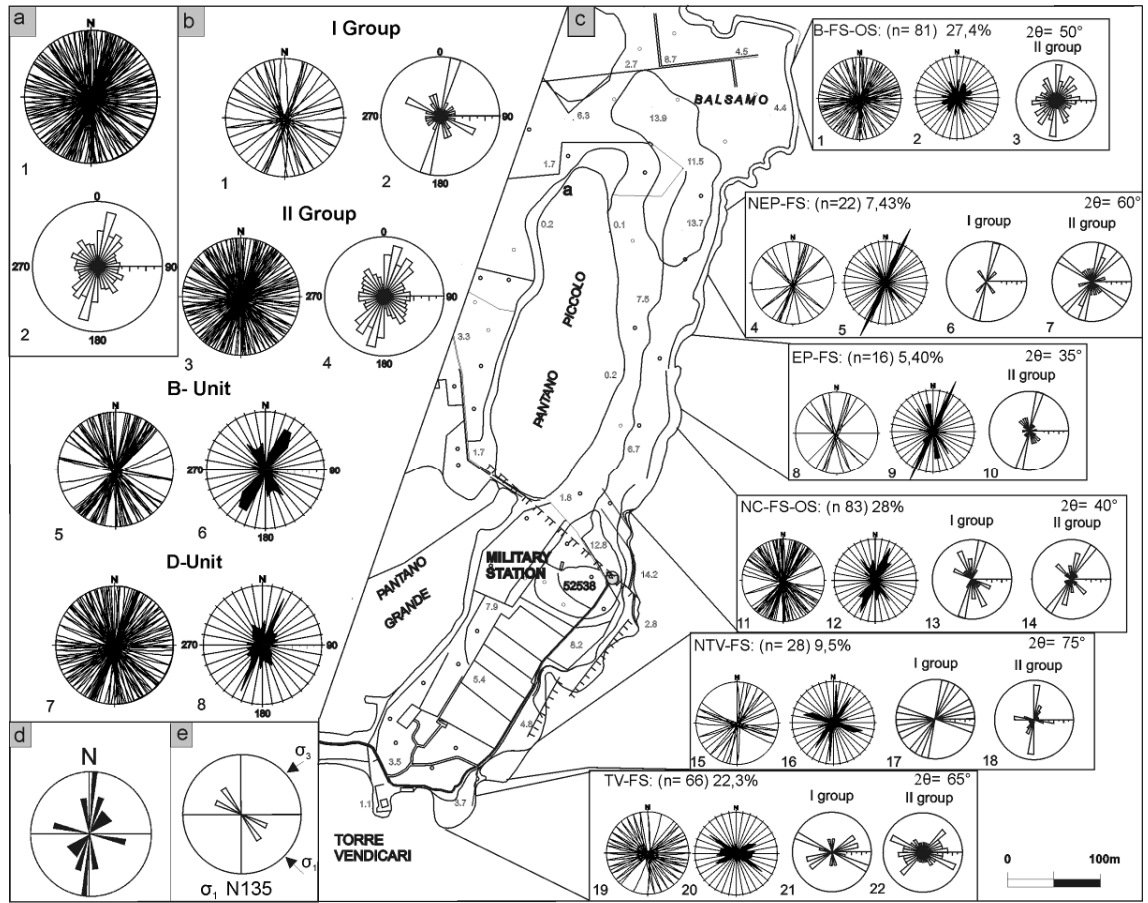 a
N
1
0
270
90
2
180
b
I Group
N
1
0
270
90
2
180
II Group
N
3
0
270
90
4
180
B- Unit
N
5
N
270
90
6
180
D-Unit
N
7
N
270
90
8
180
d
N
e
σ3
σ1
σ1 N135
c
2.7
8.7
4.5
BALSAMO
4.4
6.3
13.9
1.7
11.5
a
0.2
0.1
13.7
PICCOLO
PANTANO
7.5
3.3
0.2
1.7
6.7
1.8
12.8
MILITARY
STATION
52538
14.2
PANTANO
GRANDE
7.9
2.8
8.2
5.4
4.8
3.5
1.1
3.7
TORRE
VENDICARI
B-FS-OS: (n= 81) 27,4% 2θ= 50°
II group
N
N
1
2
3
NEP-FS: (n=22) 7,43% 2θ= 60°
I group
II group
N
N
4
5
6
7
EP-FS: (n=16) 5,40% 2θ= 35°
II group
N
N
8
9
10
NC-FS-OS: (n 83) 28% 2θ= 40°
I group
II group
N
N
11
12
13
14
NTV-FS: (n= 28) 9,5% 2θ= 75°
I group
II group
N
N
15
16
17
18
TV-FS: (n= 66) 22,3% 2θ= 65°
I group
II group
N
N
19
20
21
22
0 100m